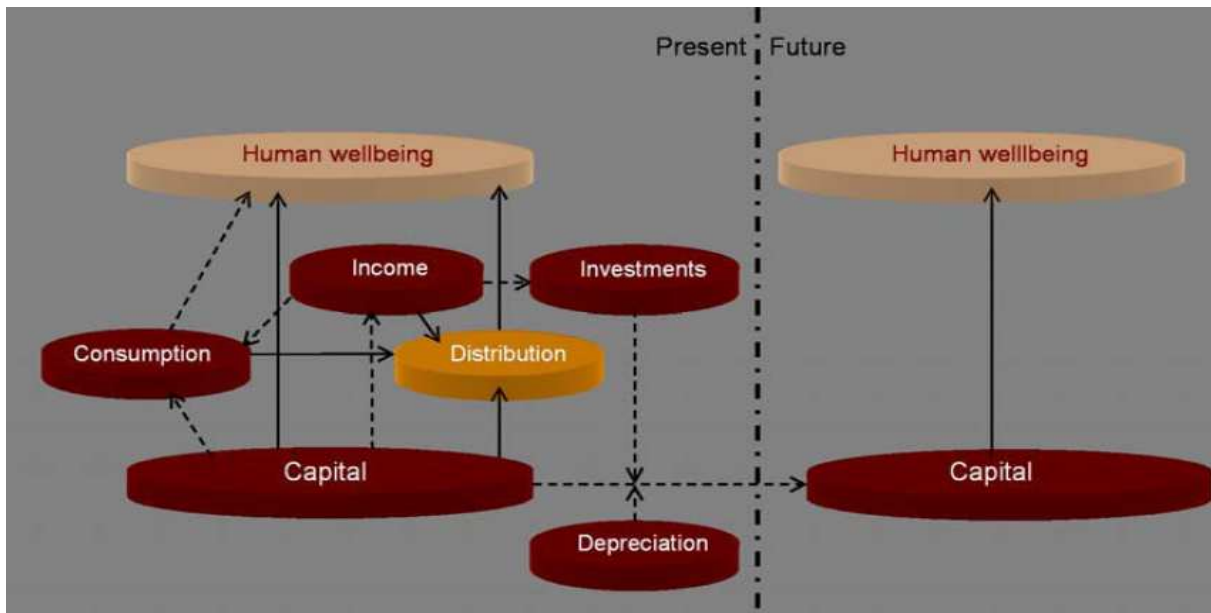 Present Future
Human wellbeing
Human welllbeing
Income
Investments
Consumption
Distribution
Capital
Capital
Depreciation